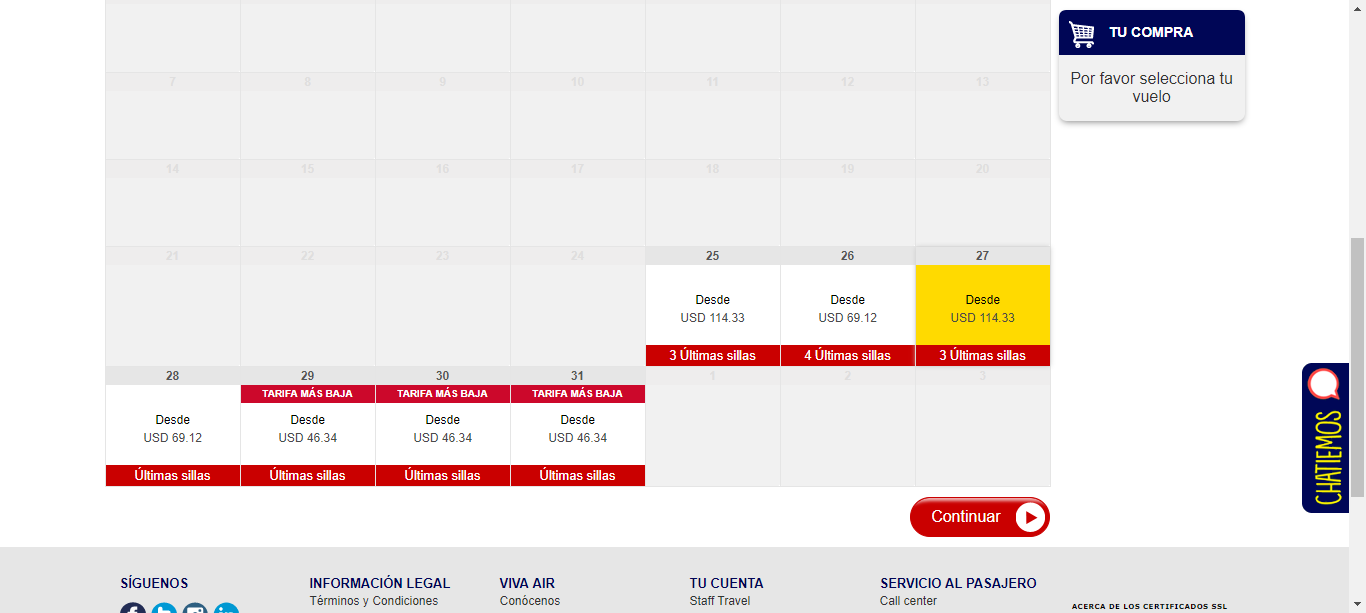 TU COMPRA
Por favor selecciona tu
vuelo
7 8 9 10 11 12 13
14 15 16 17 18 19 20
21 22 23 24 25 26 27
Desde Desde Desde
USD 114.33 USD 69.12 USD 114.33
3 Últimas sillas 4 Últimas sillas 3 Últimas sillas
28 29 30 31 1 2 3
TARIFA MÁS BAJA TARIFA MÁS BAJA TARIFA MÁS BAJA
Desde Desde Desde Desde
USD 69.12 USD 46.34 USD 46.34 USD 46.34
Últimas sillas Últimas sillas Últimas sillas Últimas sillas
CHATIEMOS
Continuar
SÍGUENOS INFORMACIÓN LEGAL VIVA AIR TU CUENTA SERVICIO AL PASAJERO
Términos y Condiciones Conócenos Staff Travel Call center
ACERCA DE LOS CERTIFICADOS SSL